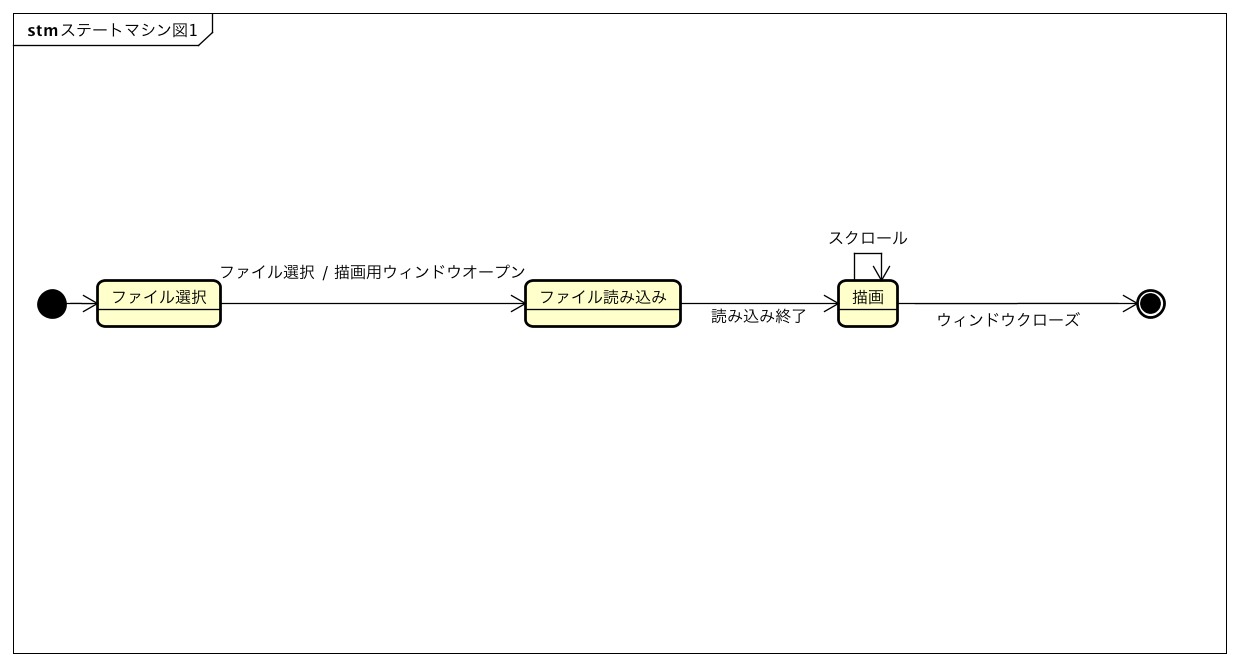 stm ステートマシン図1
スクロール
ファイル選択 / 描画用ウィンドウオープン
ファイル選択
ファイル読み込み
描画
読み込み終了
ウィンドウクローズ